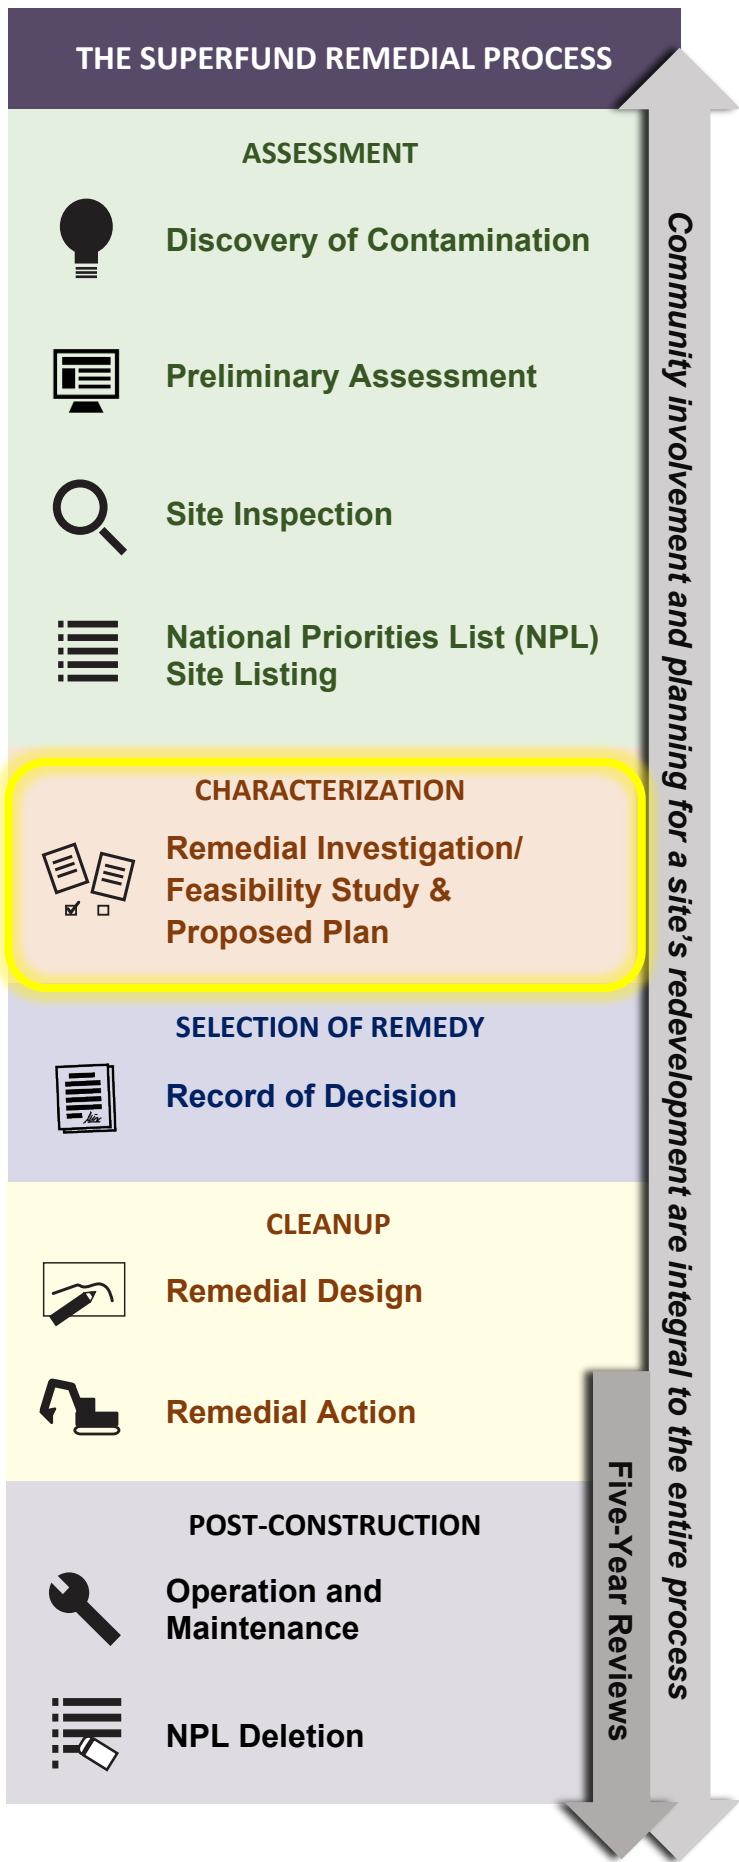 THE SUPERFUND REMEDIAL PROCESS
ASSESSMENT
Discovery of Contamination
Preliminary Assessment
Site Inspection
National Priorities List (NPL)
Site Listing
CHARACTERIZATION
Remedial Investigation/
Feasibility Study &
Proposed Plan
SELECTION OF REMEDY
Record of Decision
CLEANUP
Remedial Design
Remedial Action
POST-CONSTRUCTION
Operation and
Maintenance
NPL Deletion
Five-Year Reviews
Community involvement and planning for a site's redevelopment are integral to the entire process